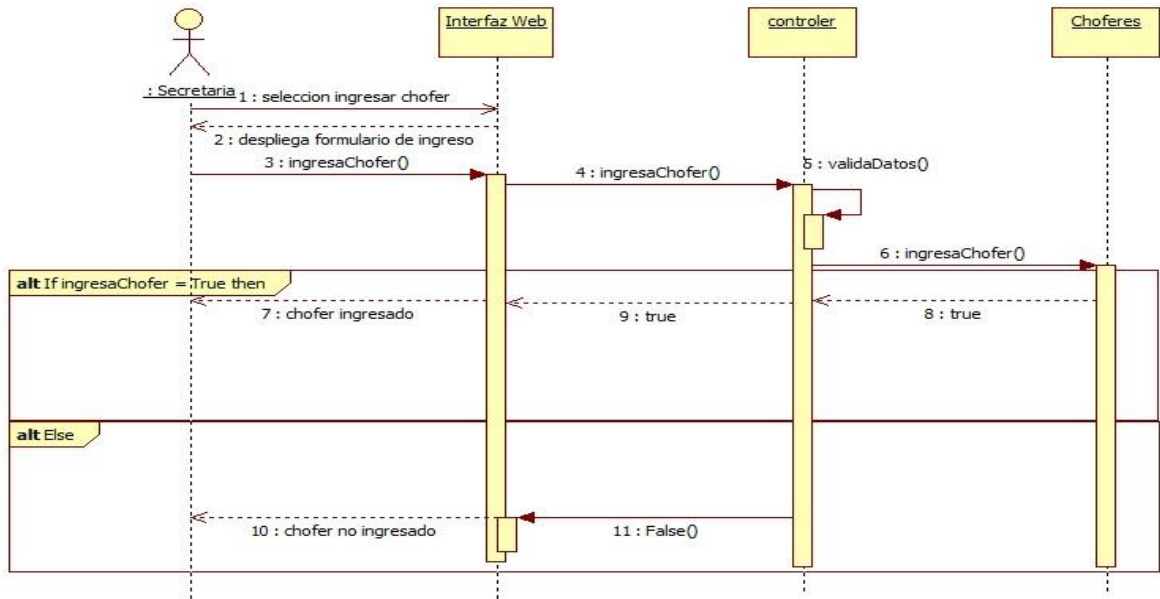 Interfaz Web
controler
Choferes
: Secretaria
1 : seleccion ingresar chofer
2 : despliega formulario de ingreso
3 : ingresaChofer()
4 : ingresaChofer()
5 : validaDatos()
6 : ingresaChofer()
alt If ingresaChofer = True then
7 : chofer ingresado
9 : true
8 : true
alt Else
10 : chofer no ingresado
11 : False()